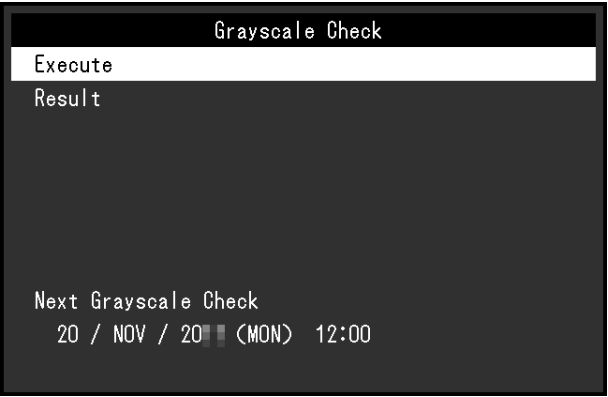 Grayscale Check
Execute
Result
Next Grayscale Check
20 / NOV / 20 (MON) 12:00